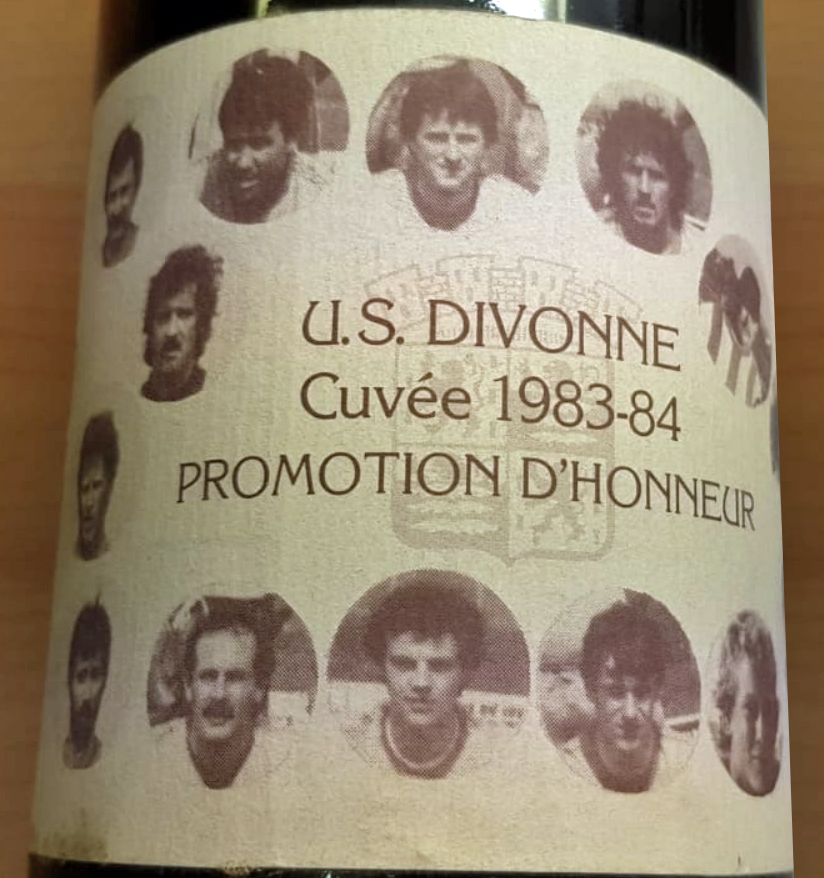 U.S. DIVONNE
Cuvée 1983-84
PROMOTION D'HONNEUR